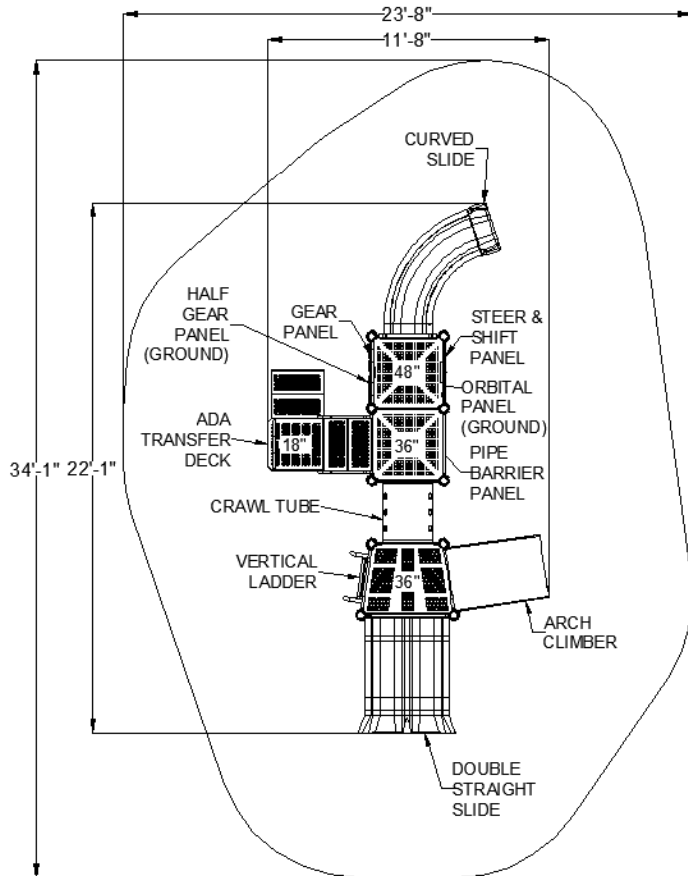 23'-8"
11'-8"
CURVED
SLIDE
HALF
GEAR
PANEL
(GROUND)
GEAR
PANEL
STEER &
SHIFT
PANEL
48"
ORBITAL
PANEL
(GROUND)
ADA
TRANSFER
DECK
18"
36"
PIPE
BARRIER
PANEL
34'-1"
22'-1"
CRAWL TUBE
VERTICAL
LADDER
36"
ARCH
CLIMBER
DOUBLE
STRAIGHT
SLIDE